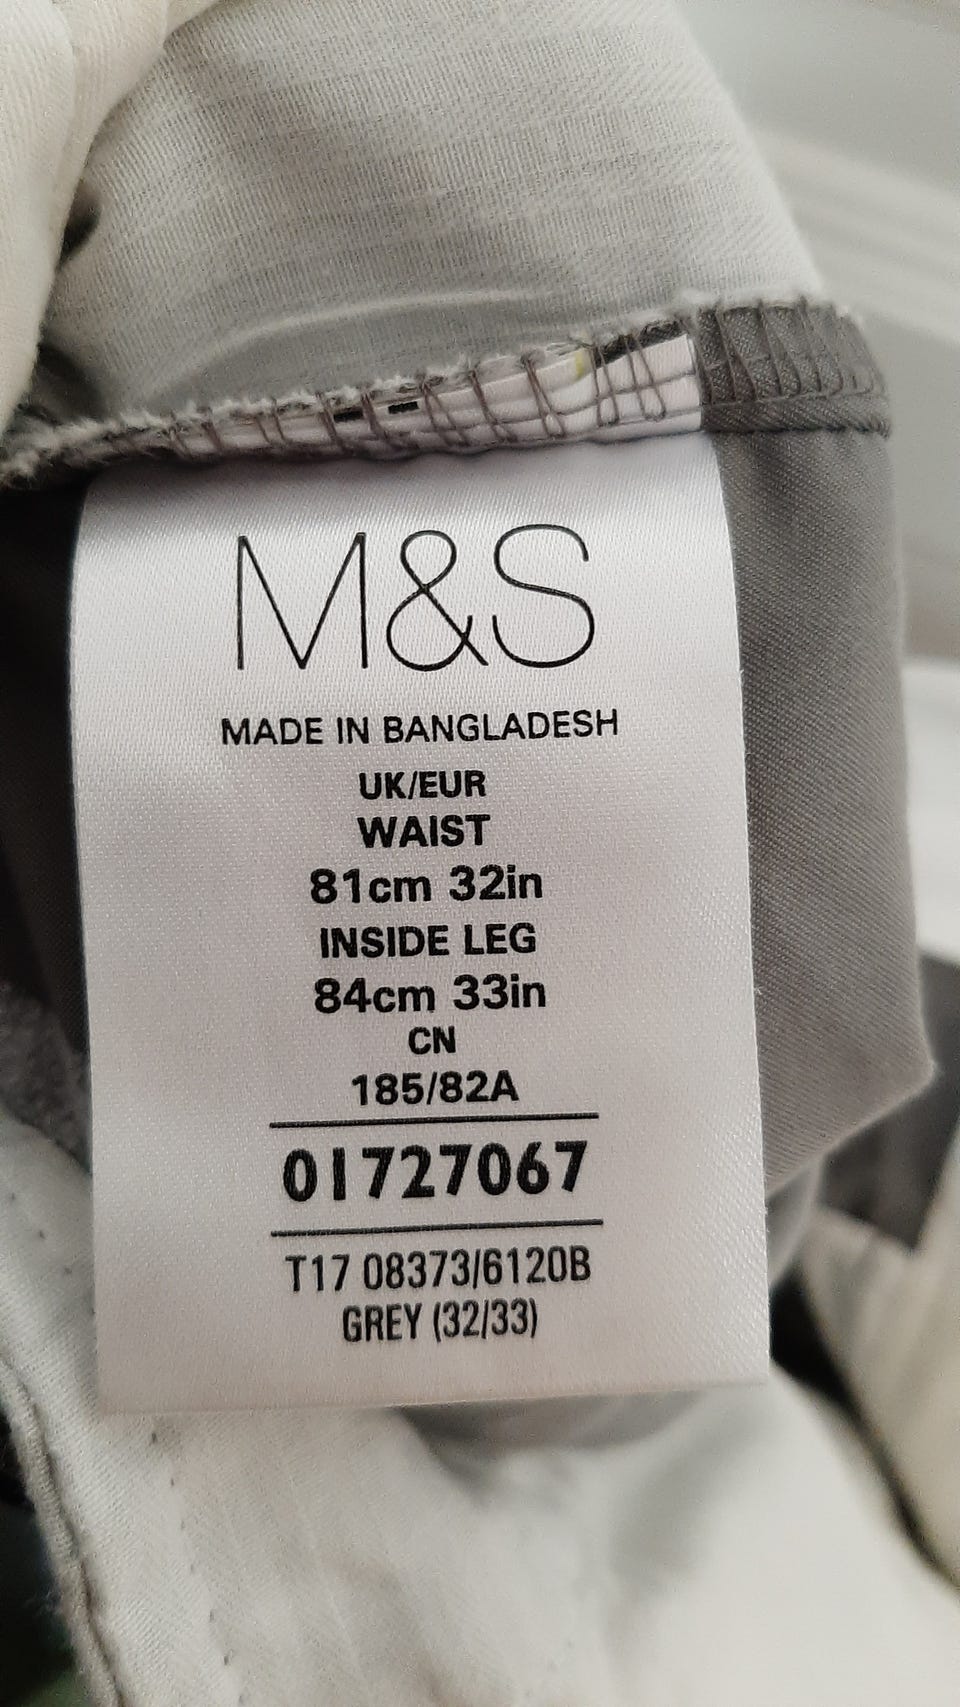 M&S
MADE IN BANGLADESH
UK/EUR
WAIST
81cm 32in
INSIDE LEG
84cm 33in
CN
185/82A
01727067
T17 08373/6120B
GREY (32/33)